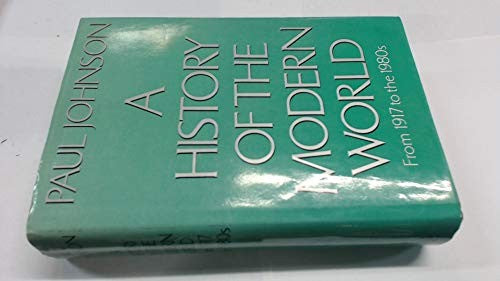 PAUL JOHNSON
A
HISTORY
OF THE
MODERN
WORLD
From 1917 to the 1980s